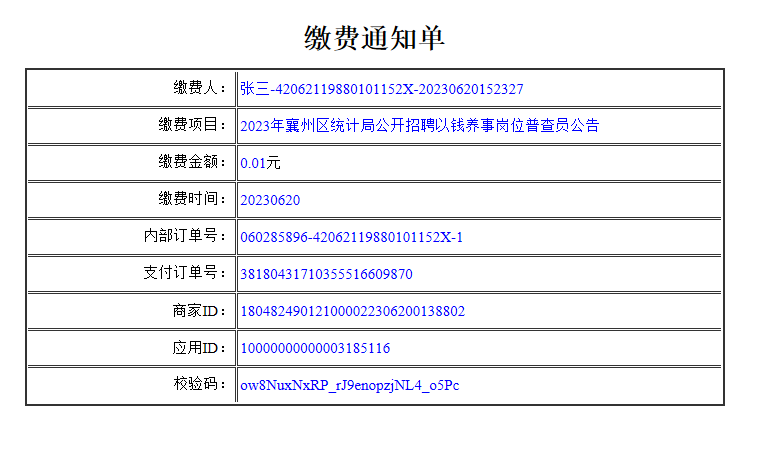 缴费通知单
缴费人： 张三-42062119880101152X-20230620152327
缴费项目： 2023年襄州区统计局公开招聘以钱养事岗位普查员公告
缴费金额： 0.01元
缴费时间： 20230620
内部订单号： 060285896-42062119880101152X-1
支付订单号： 38180431710355516609870
商家ID： 180482490121000022306200138802
应用ID： 10000000000003185116
校验码： ow8NuxNxRP_rJ9enopzjNL4_o5Pc